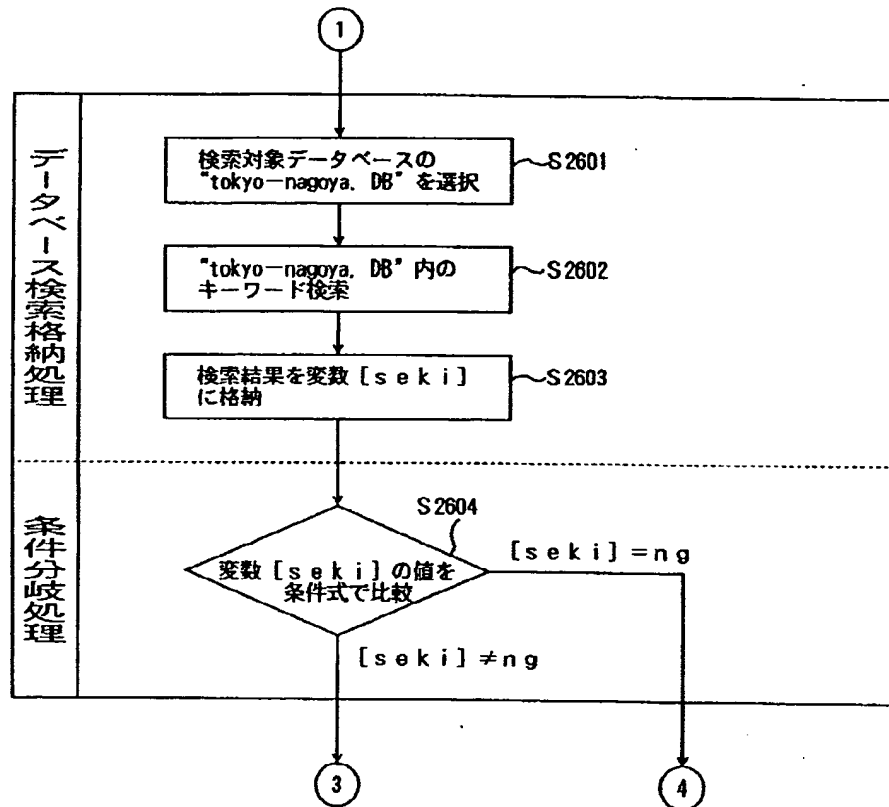 1
データベース検索格納処理
検索対象データベースの
“tokyo－nagoya. DB” を選択
S2601
“tokyo－nagoya. DB” 内の
キーワード検索
S2602
検索結果を変数 [seki]
に格納
S2603
条件分岐処理
S2604
変数 [seki] の値を
条件式で比較
[seki]＝ng
[seki]≠ng
3
4